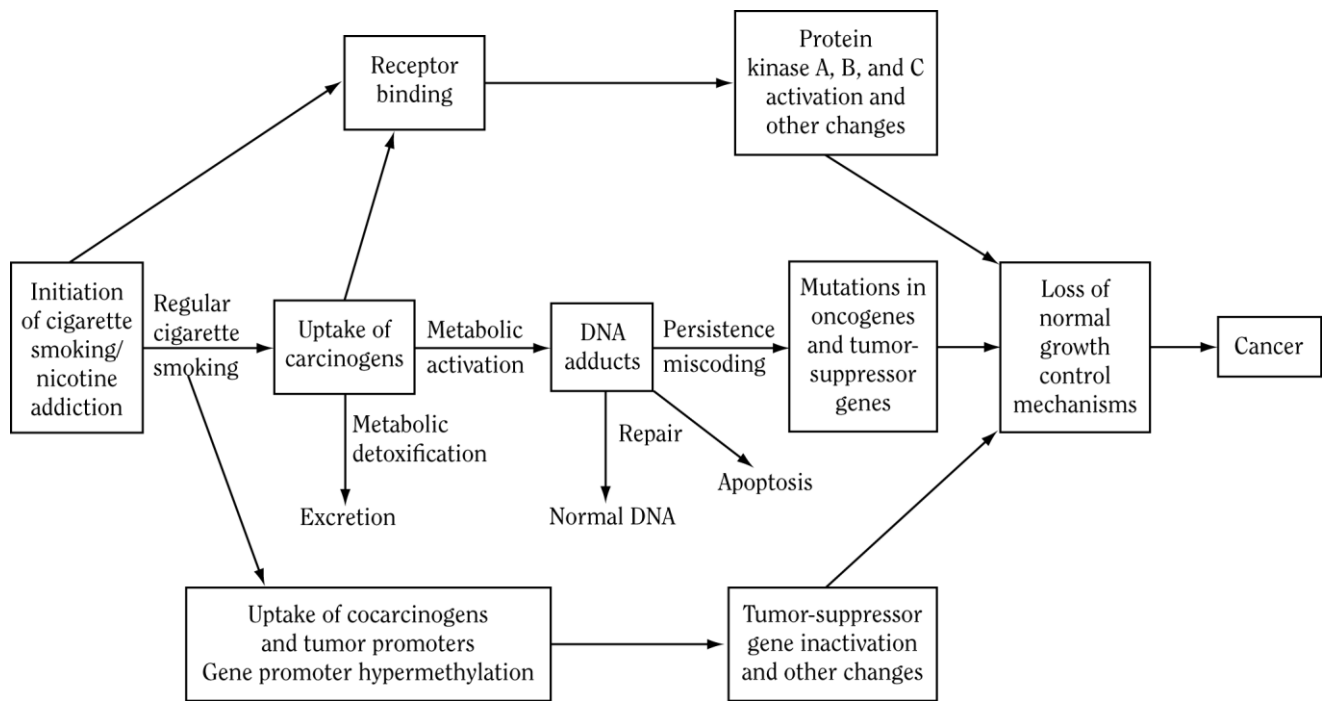 Receptor
binding
Protein
kinase A, B, and C
activation and
other changes
Initiation
of cigarette
smoking/
nicotine
addiction
Regular
cigarette
smoking
Uptake of
carcinogens
Metabolic
activation
DNA
adducts
Persistence
miscoding
Mutations in
oncogenes
and tumor-
suppressor
genes
Loss of
normal
growth
control
mechanisms
Cancer
Metabolic
detoxification
Excretion
Repair
Normal DNA
Apoptosis
Uptake of cocarcinogens
and tumor promoters
Gene promoter hypermethylation
Tumor-suppressor
gene inactivation
and other changes